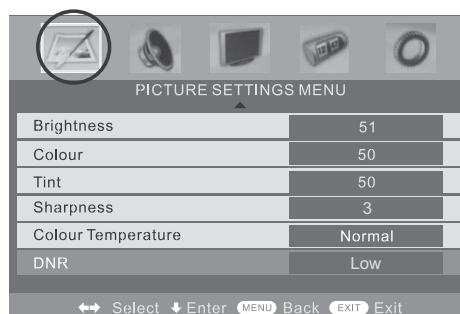 PICTURE SETTINGS MENU
Brightness 51
Colour 50
Tint 50
Sharpness 3
Colour Temperature Normal
DNR Low
Select Enter MENU Back EXIT Exit